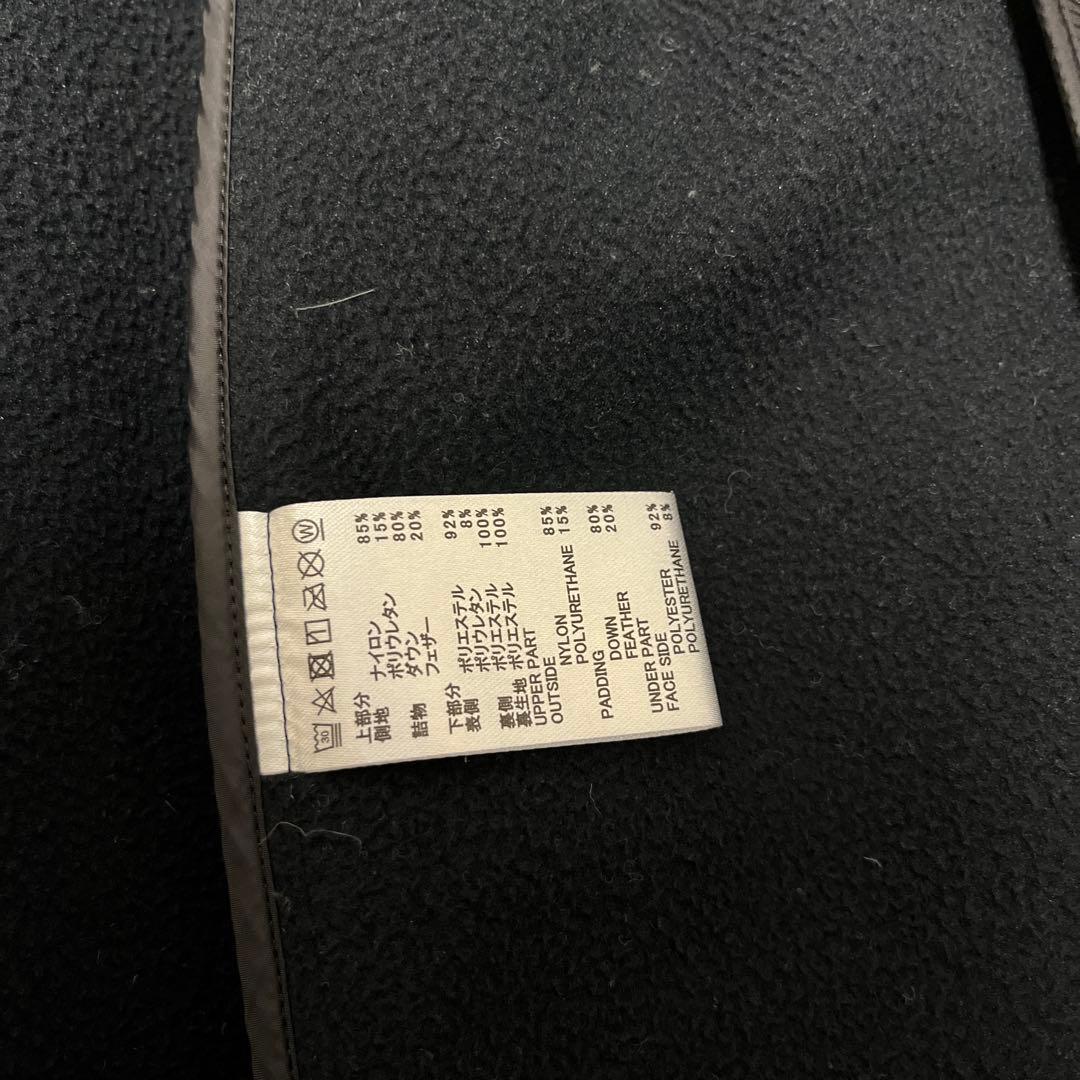 30 W
上部分
側地 ナイロン 85%
ポリウレタン 15%
詰物 ダウン 80%
フェザー 20%
下部分
表側 ポリエステル 92%
ポリウレタン 8%
裏側 ポリエステル 100%
裏生地 ポリエステル 100%
UPPER PART
OUTSIDE
NYLON 85%
POLYURETHANE 15%
PADDING
DOWN 80%
FEATHER 20%
UNDER PART
FACE SIDE
POLYESTER 92%
POLYURETHANE 8%